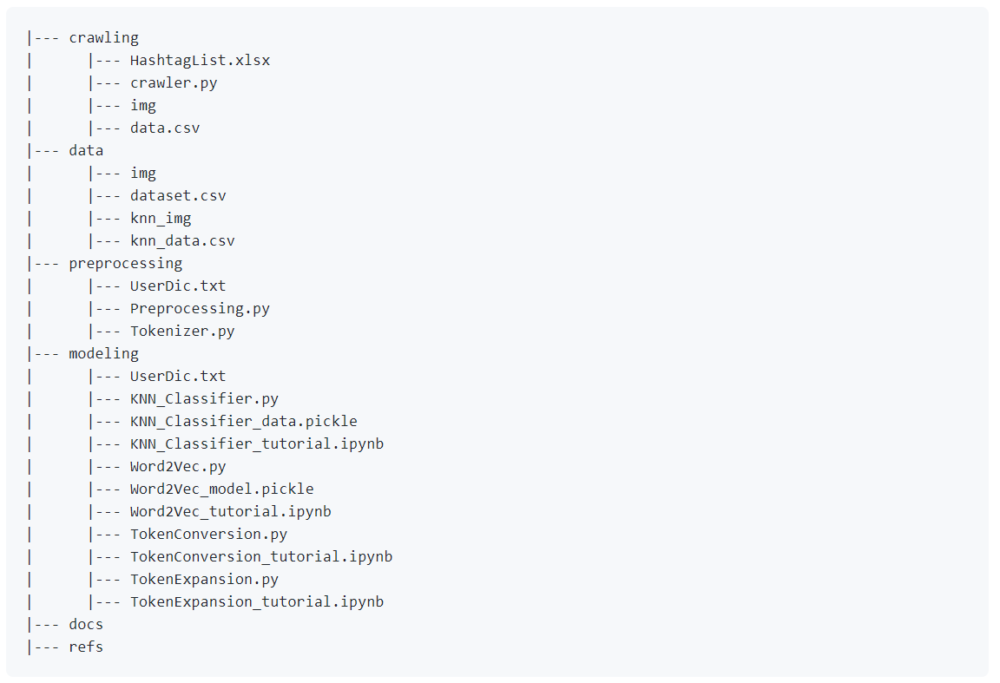 |--- crawling
|      |--- HashtagList.xlsx
|      |--- crawler.py
|      |--- img
|      |--- data.csv
|--- data
|      |--- img
|      |--- dataset.csv
|      |--- knn_img
|      |--- knn_data.csv
|--- preprocessing
|      |--- UserDic.txt
|      |--- Preprocessing.py
|      |--- Tokenizer.py
|--- modeling
|      |--- UserDic.txt
|      |--- KNN_Classifier.py
|      |--- KNN_Classifier_data.pickle
|      |--- KNN_Classifier_tutorial.ipynb
|      |--- Word2Vec.py
|      |--- Word2Vec_model.pickle
|      |--- Word2Vec_tutorial.ipynb
|      |--- TokenConversion.py
|      |--- TokenConversion_tutorial.ipynb
|      |--- TokenExpansion.py
|      |--- TokenExpansion_tutorial.ipynb
|--- docs
|--- refs